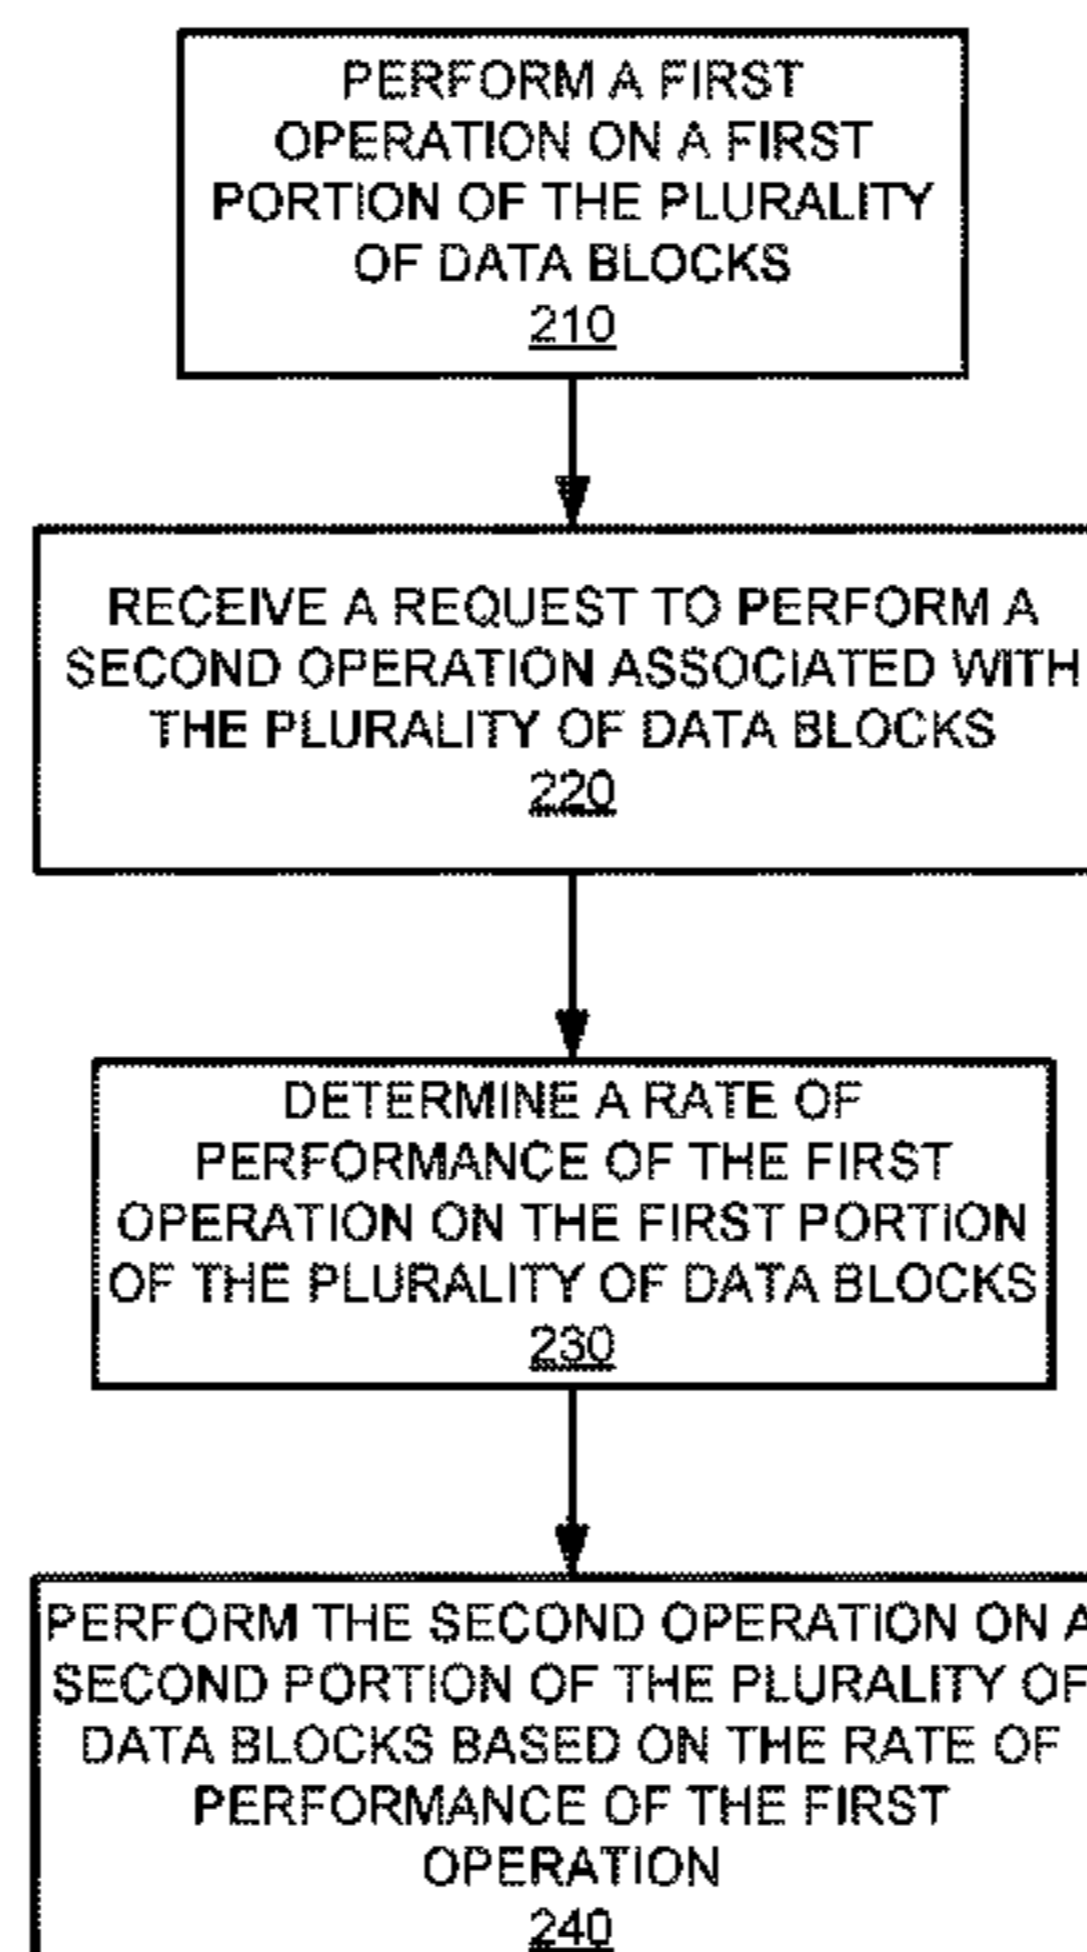 PERFORM A FIRST
OPERATION ON A FIRST
PORTION OF THE PLURALITY
OF DATA BLOCKS
210
RECEIVE A REQUEST TO PERFORM A
SECOND OPERATION ASSOCIATED WITH
THE PLURALITY OF DATA BLOCKS
220
DETERMINE A RATE OF
PERFORMANCE OF THE FIRST
OPERATION ON THE FIRST PORTION
OF THE PLURALITY OF DATA BLOCKS
230
PERFORM THE SECOND OPERATION ON A
SECOND PORTION OF THE PLURALITY OF
DATA BLOCKS BASED ON THE RATE OF
PERFORMANCE OF THE FIRST
OPERATION
240